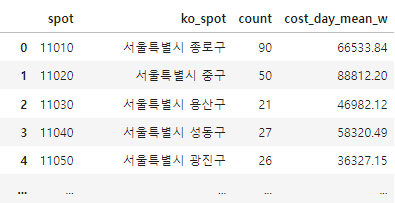 spot ko_spot count cost_day_mean_w
0 11010 서울특별시 종로구 90 66533.84
1 11020 서울특별시 중구 50 88812.20
2 11030 서울특별시 용산구 21 46982.12
3 11040 서울특별시 성동구 27 58320.49
4 11050 서울특별시 광진구 26 36327.15
... ... ... ... ...